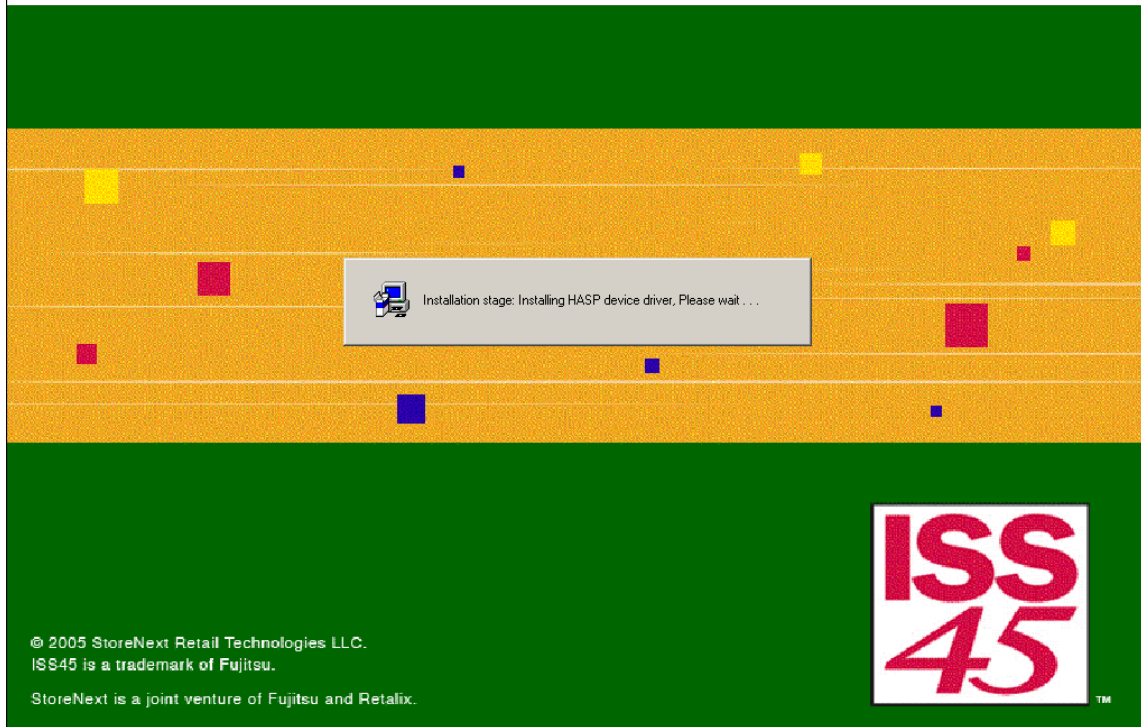 Installation stage: Installing HASP device driver, Please wait . . .
ISS
45
TM
© 2005 StoreNext Retail Technologies LLC.
ISS45 is a trademark of Fujitsu.
StoreNext is a joint venture of Fujitsu and Retalix.